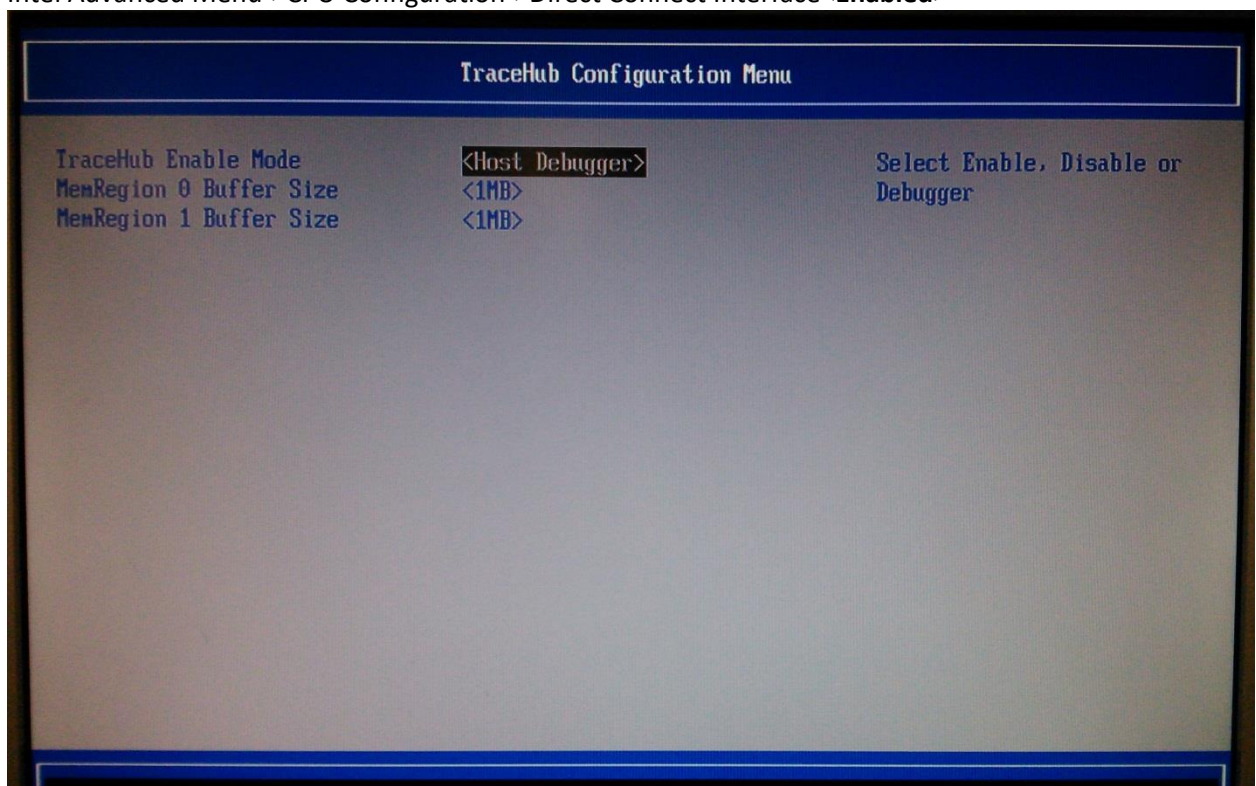 Intel Advanced Menu > CPU Configuration > Direct Connect Interface <Enabled>
TraceHub Configuration Menu
TraceHub Enable Mode <Host Debugger> Select Enable, Disable or
MemRegion 0 Buffer Size <1MB> Debugger
MemRegion 1 Buffer Size <1MB>